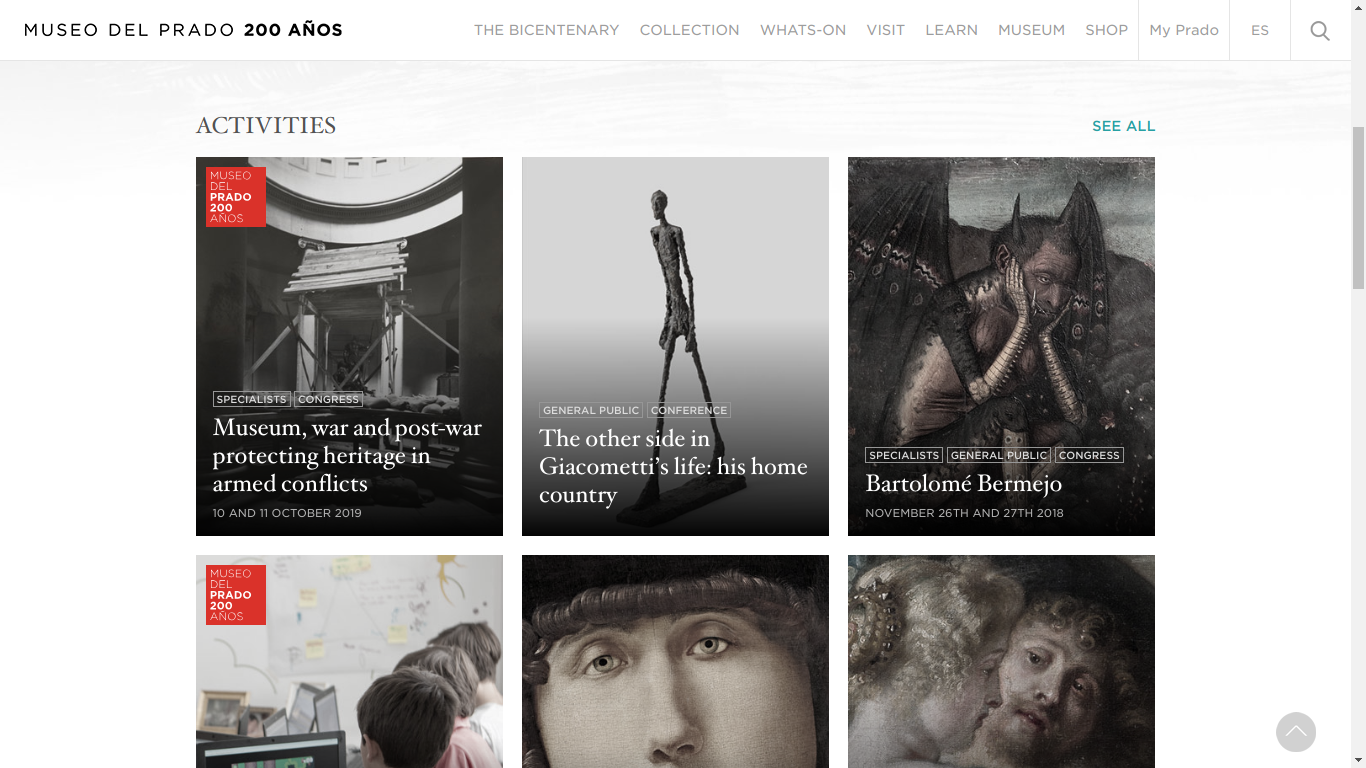 MUSEO DEL PRADO 200 AÑOS
THE BICENTENARY
COLLECTION
WHATS-ON
VISIT
LEARN
MUSEUM
SHOP
My Prado
ES
ACTIVITIES
SEE ALL
MUSEO
DEL
PRADO
200
AÑOS
SPECIALISTS
CONGRESS
Museum, war and post-war
protecting heritage in
armed conflicts
10 AND 11 OCTOBER 2019
GENERAL PUBLIC
CONFERENCE
The other side in
Giacometti's life: his home
country
SPECIALISTS
GENERAL PUBLIC
CONGRESS
Bartolomé Bermejo
NOVEMBER 26TH AND 27TH 2018
MUSEO
DEL
PRADO
200
AÑOS